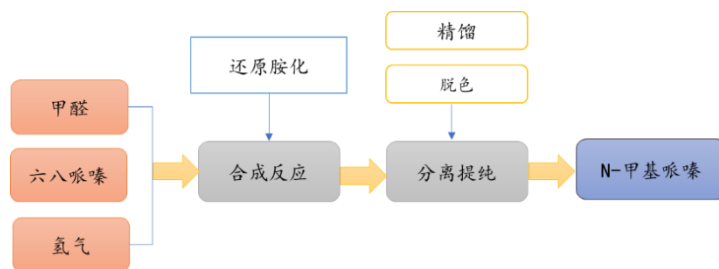 精馏
还原胺化
脱色
甲醛
六八哌嗪
合成反应
分离提纯
N-甲基哌嗪
氢气